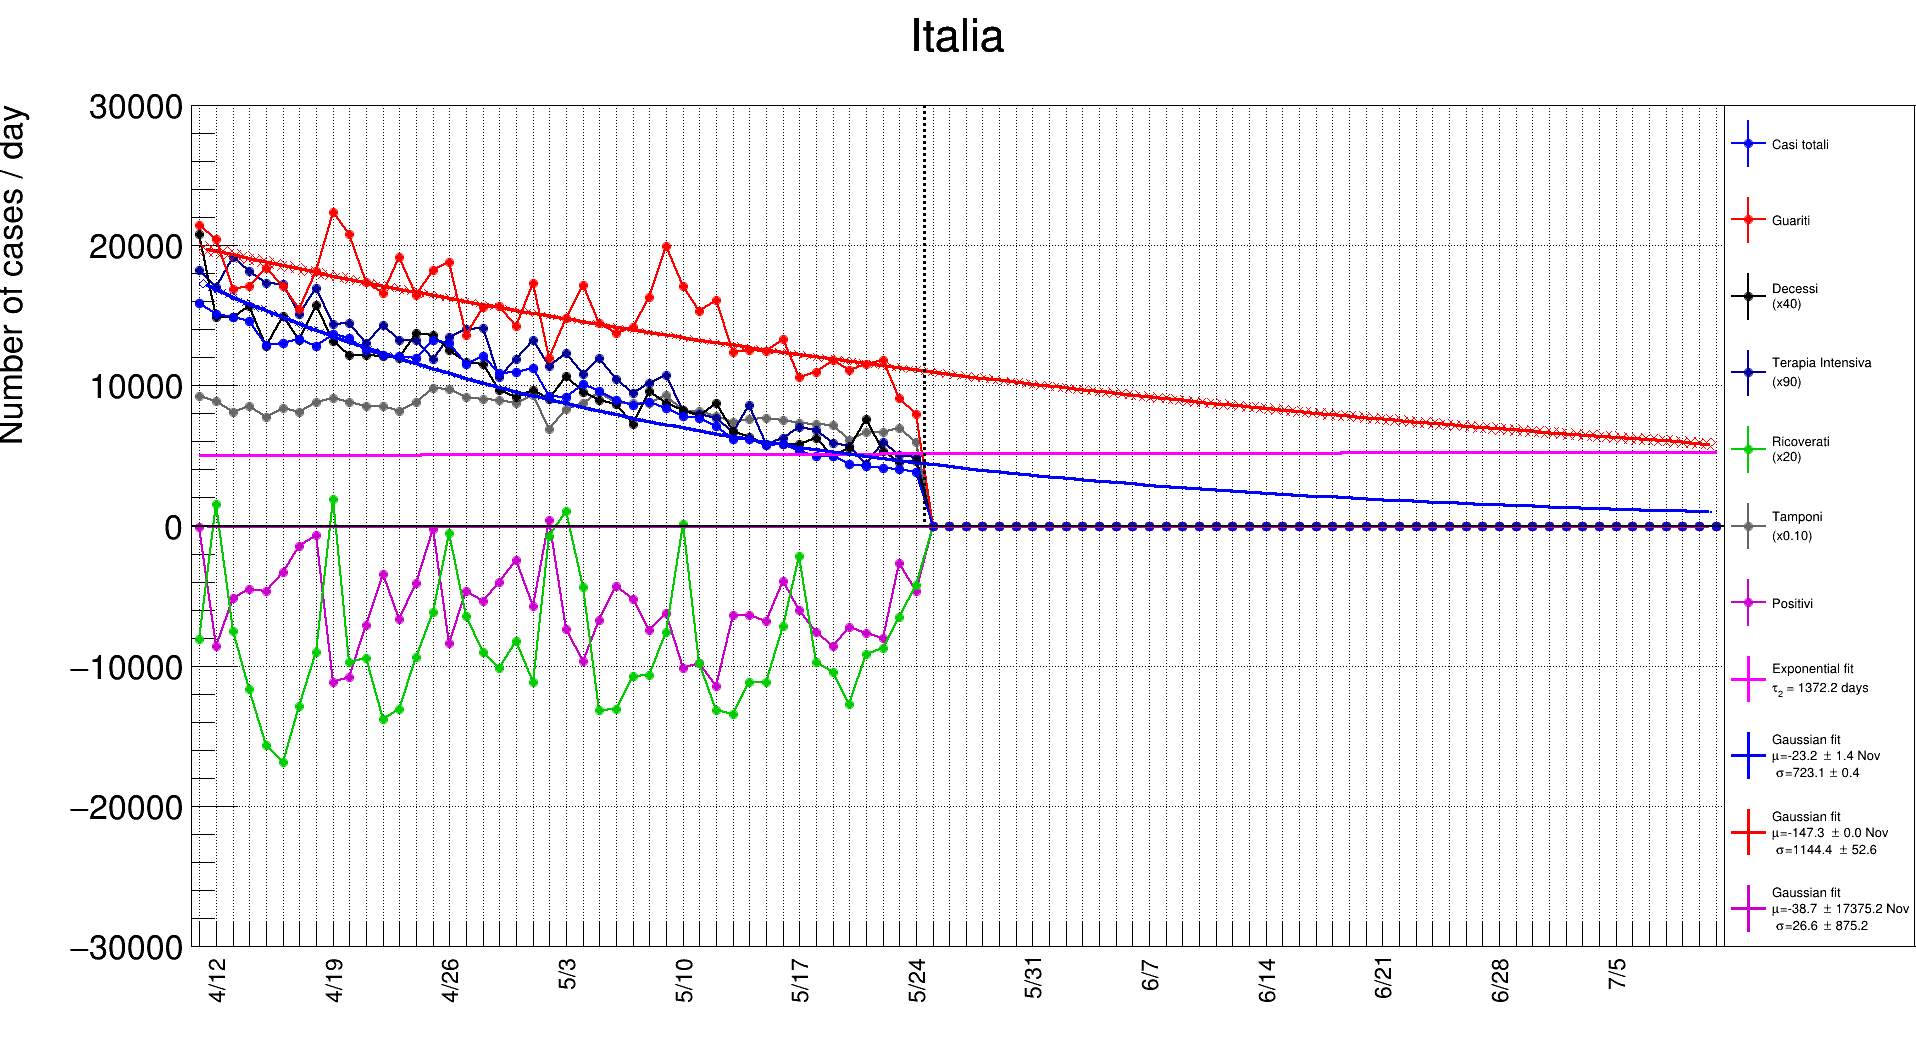 Italia
Number of cases / day
30000
20000
10000
0
−10000
−20000
−30000
4/12
4/19
4/26
5/3
5/10
5/17
5/24
5/31
6/7
6/14
6/21
6/28
7/5
Casi totali
Guariti
Decessi
(x40)
Terapia Intensiva
(x90)
Ricoverati
(x20)
Tamponi
(x0.10)
Positivi
Exponential fit
τ2 = 1372.2 days
Gaussian fit
μ=-23.2 ± 1.4 Nov
σ=723.1 ± 0.4
Gaussian fit
μ=-147.3 ± 0.0 Nov
σ=1144.4 ± 52.6
Gaussian fit
μ=-38.7 ± 17375.2 Nov
σ=26.6 ± 875.2